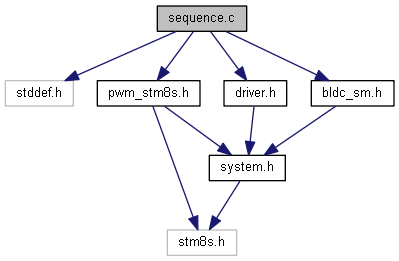 sequence.c
stddef.h
pwm_stm8s.h
driver.h
bldc_sm.h
system.h
stm8s.h